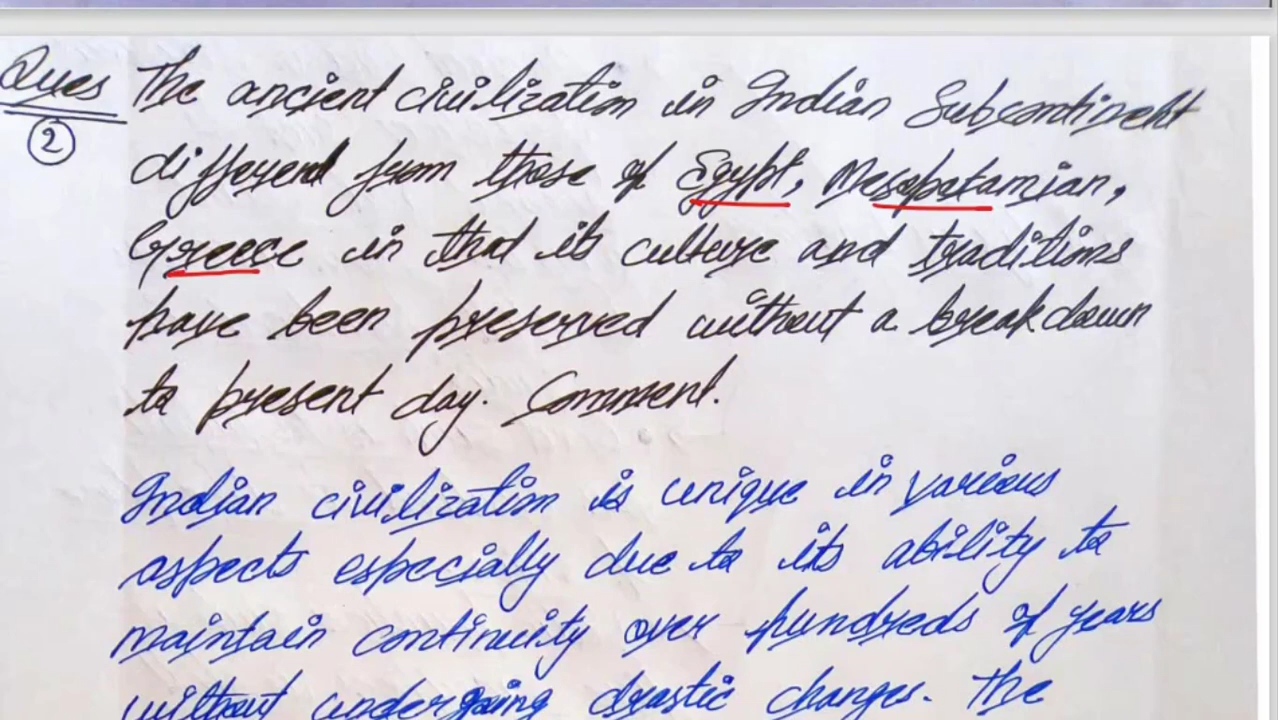 Ques The ancient civilization in Indian Subcontinent
2 different from those of Egypt, Mesopotamian,
Greece in that its culture and traditions
have been preserved without a breakdown
to present day. Comment.
Indian civilization is unique in various
aspects especially due to its ability to
maintain continuity over hundreds of years
without undergoing drastic changes. The